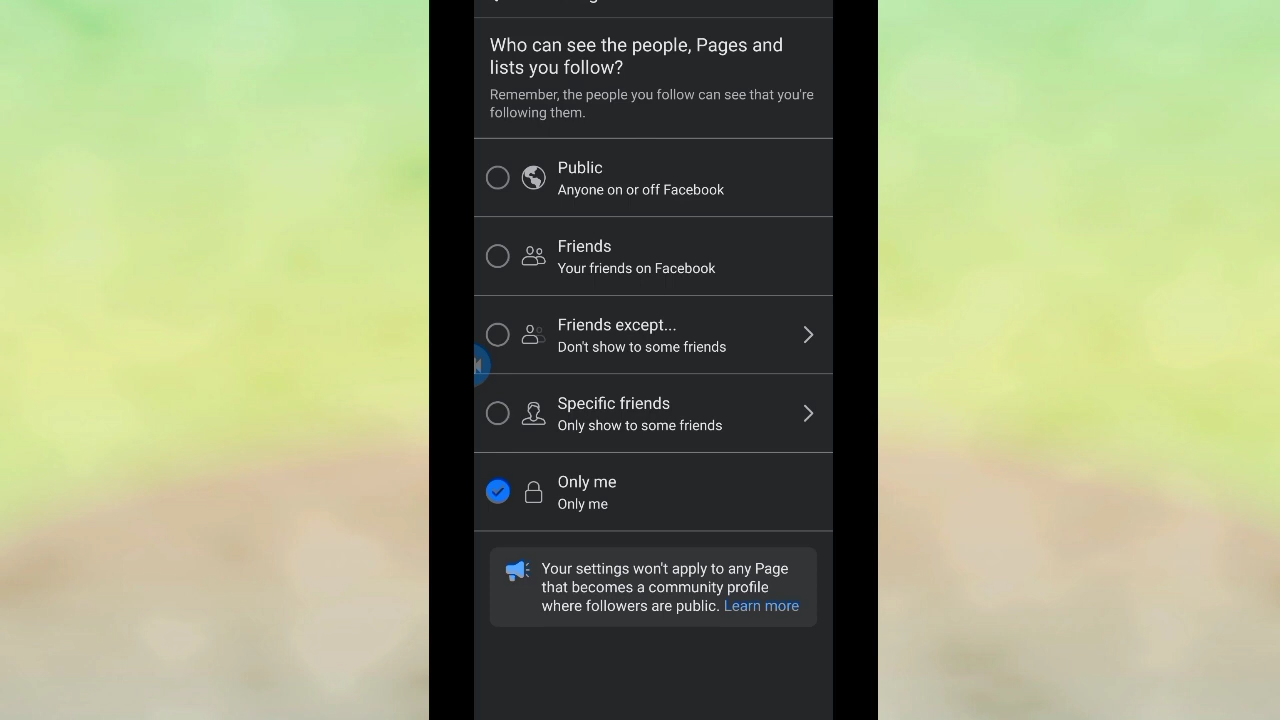 Who can see the people, Pages and
lists you follow?
Remember, the people you follow can see that you're
following them.
Public
Anyone on or off Facebook
Friends
Your friends on Facebook
Friends except...
Don't show to some friends
Specific friends
Only show to some friends
Only me
Only me
Your settings won't apply to any Page
that becomes a community profile
where followers are public. Learn more